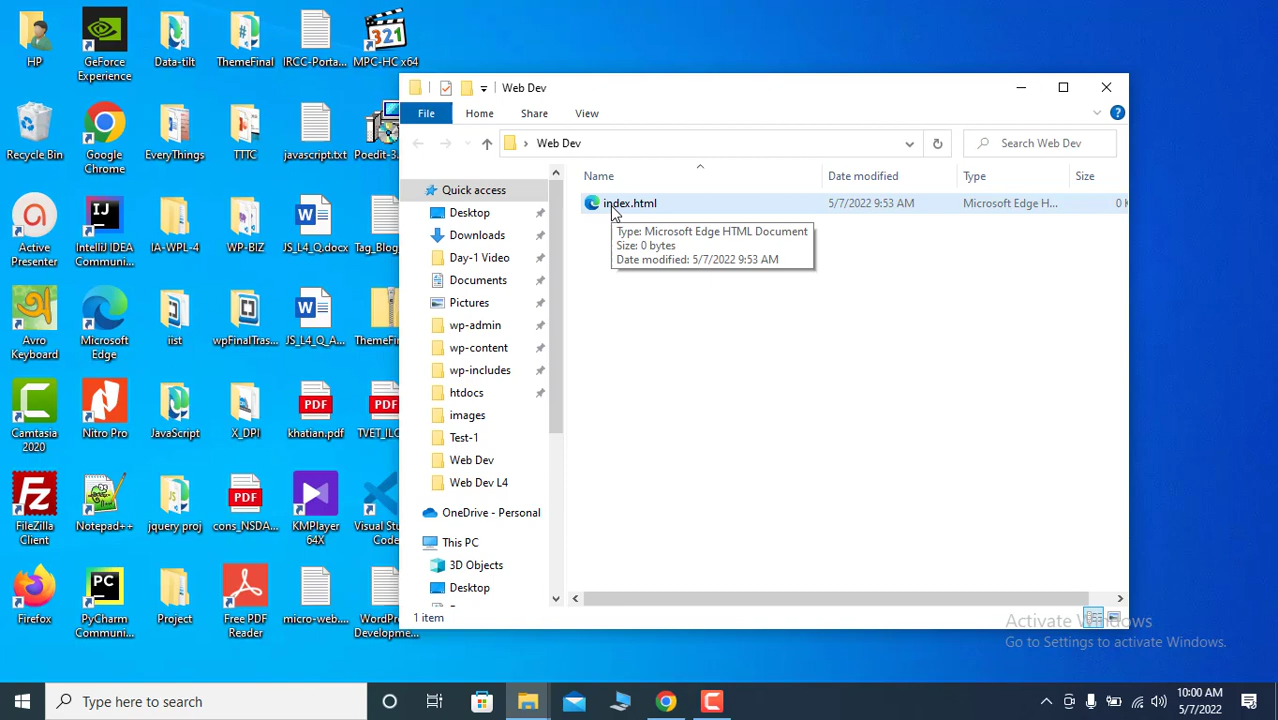 HP
GeForce
Experience
Data-tilt
ThemeFinal
IRCC-Porta...
MPC-HC x64
Recycle Bin
Google
Chrome
EveryThings
TTTC
javascript.txt
Poedit-3.
Active
Presenter
IntelliJ IDEA
Communi...
IA-WPL-4
WP-BIZ
JS_L4_Q.docx
Tag_Blog
Avro
Keyboard
Microsoft
Edge
iist
wpFinalTras...
JS_L4_Q_A...
ThemeFin
Camtasia
2020
Nitro Pro
JavaScript
X_DPI
khatian.pdf
TVET_ILO
FileZilla
Client
Notepad++
jquery proj
cons_NSDA...
KMPlayer
64X
Visual Stu
Code
Firefox
PyCharm
Communi...
Project
Free PDF
Reader
micro-web....
WordPr
Developme...
Web Dev
File
Home
Share
View
Web Dev
Search Web Dev
Name
Date modified
Type
Size
index.html
5/7/2022 9:53 AM
Microsoft Edge H...
0 K
Type: Microsoft Edge HTML Document
Size: 0 bytes
Date modified: 5/7/2022 9:53 AM
Quick access
Desktop
Downloads
Day-1 Video
Documents
Pictures
wp-admin
wp-content
wp-includes
htdocs
images
Test-1
Web Dev
Web Dev L4
OneDrive - Personal
This PC
3D Objects
Desktop
1 item
Activate Windows
Go to Settings to activate Windows.
Type here to search
10:00 AM
5/7/2022